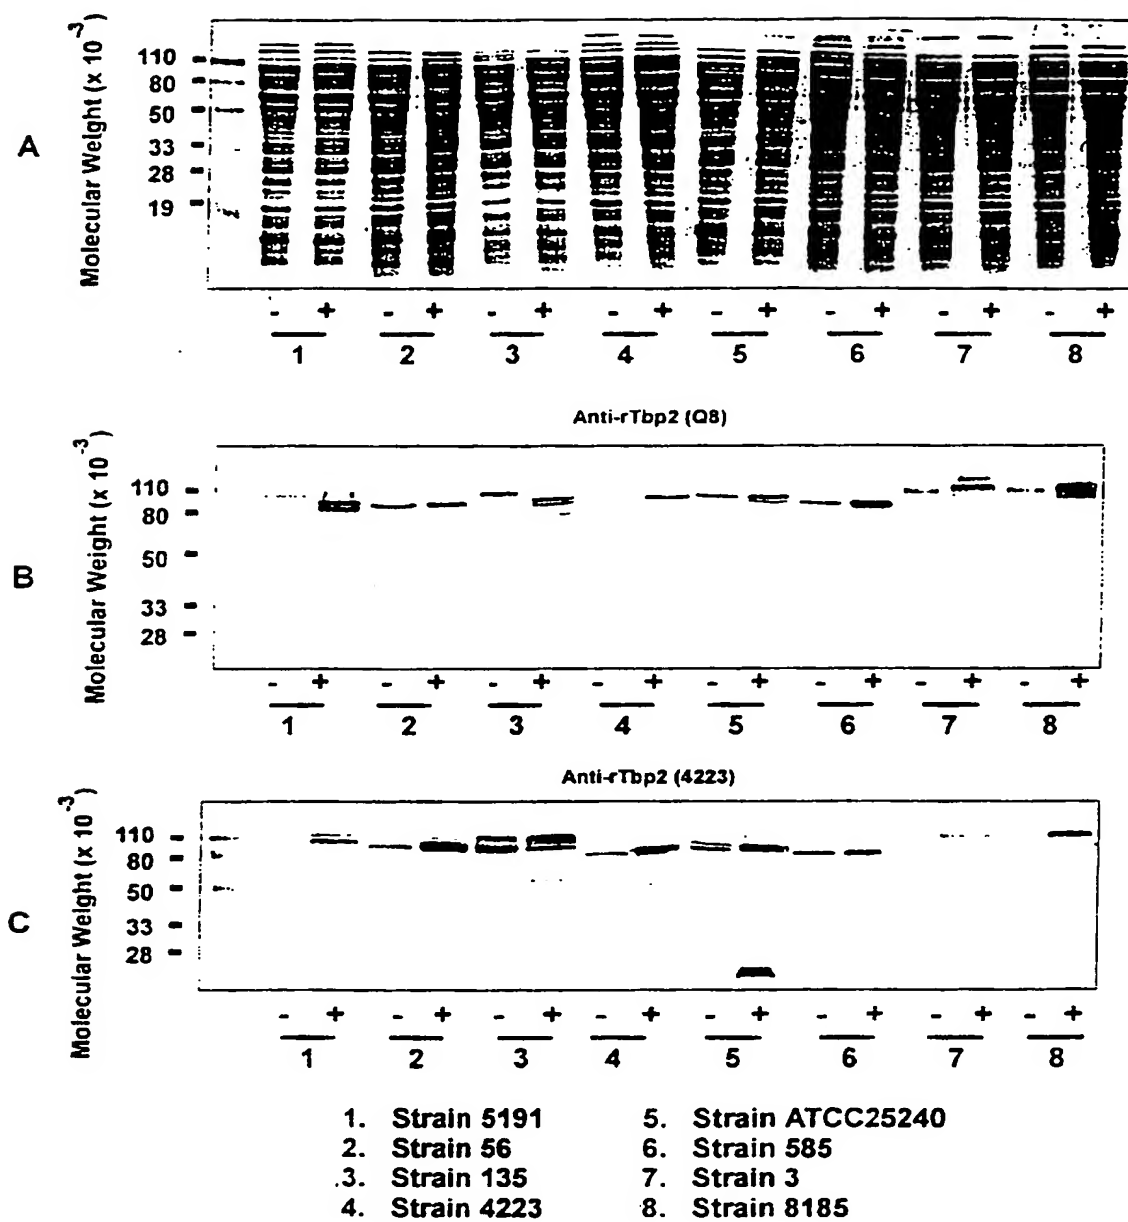 A
Molecular Weight (x 10 -7)
110
80
50
33
28
19
- + - + - + - + - + - + - + - +
1 2 3 4 5 6 7 8
Anti-rTbp2 (Q8)
B
Molecular Weight (x 10 -3)
110
80
50
33
28
- + - + - + - + - + - + - + - +
1 2 3 4 5 6 7 8
Anti-rTbp2 (4223)
C
Molecular Weight (x 10 -3)
110
80
50
33
28
- + - + - + - + - + - + - + - +
1 2 3 4 5 6 7 8
1. Strain 5191
2. Strain 56
.3. Strain 135
4. Strain 4223
5. Strain ATCC25240
6. Strain 585
7. Strain 3
8. Strain 8185